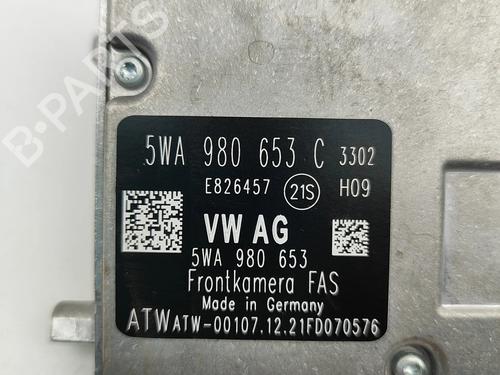 B-PARTS
5WA 980 653 C 3302
E826457 21S H09
VW AG
5WA 980 653
Frontkamera FAS
Made in Germany
ATW ATW-00107.12.21FD070576